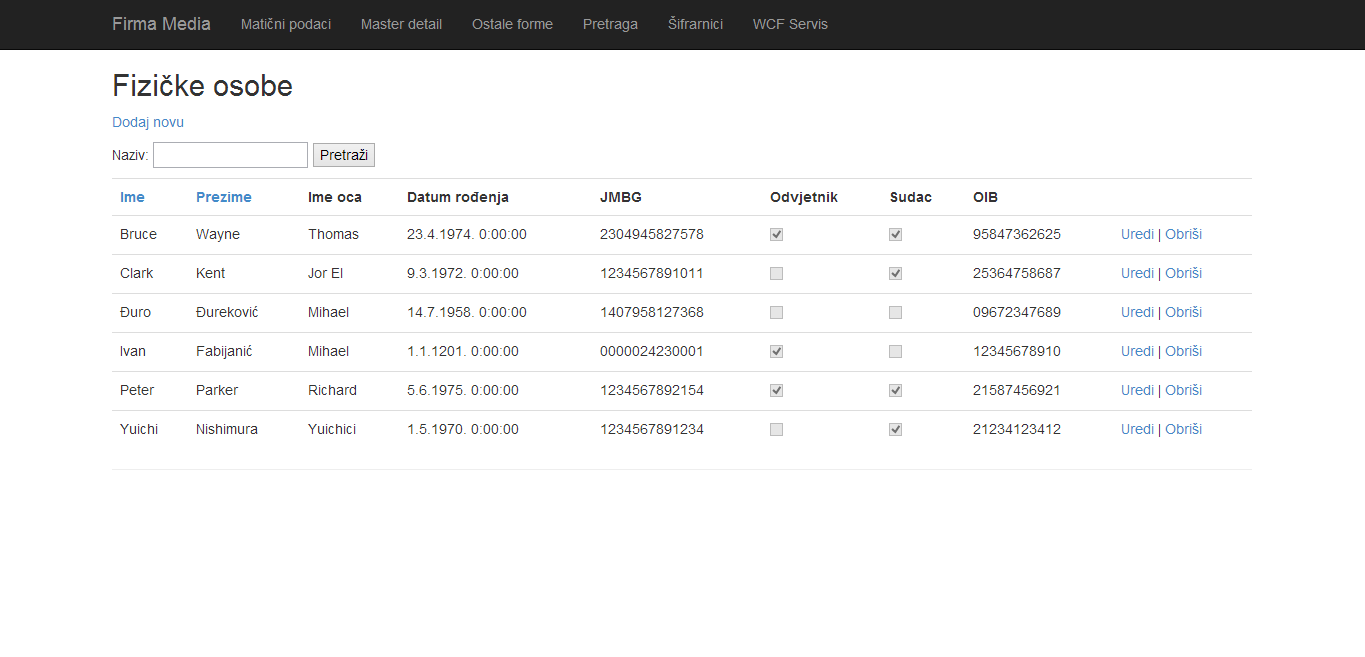 Firma Media Matični podaci Master detail Ostale forme Pretraga Šifrarnici WCF Servis
Fizičke osobe
Dodaj novu
Naziv: Pretraži
Ime Prezime Ime oca Datum rođenja JMBG Odvjetnik Sudac OIB
Bruce Wayne Thomas 23.4.1974. 0:00:00 2304945827578 95847362625 Uredi | Obriši
Clark Kent Jor El 9.3.1972. 0:00:00 1234567891011 25364758687 Uredi | Obriši
Đuro Đureković Mihael 14.7.1958. 0:00:00 1407958127368 09672347689 Uredi | Obriši
Ivan Fabijanić Mihael 1.1.1201. 0:00:00 0000024230001 12345678910 Uredi | Obriši
Peter Parker Richard 5.6.1975. 0:00:00 1234567892154 21587456921 Uredi | Obriši
Yuichi Nishimura Yuichici 1.5.1970. 0:00:00 1234567891234 21234123412 Uredi | Obriši